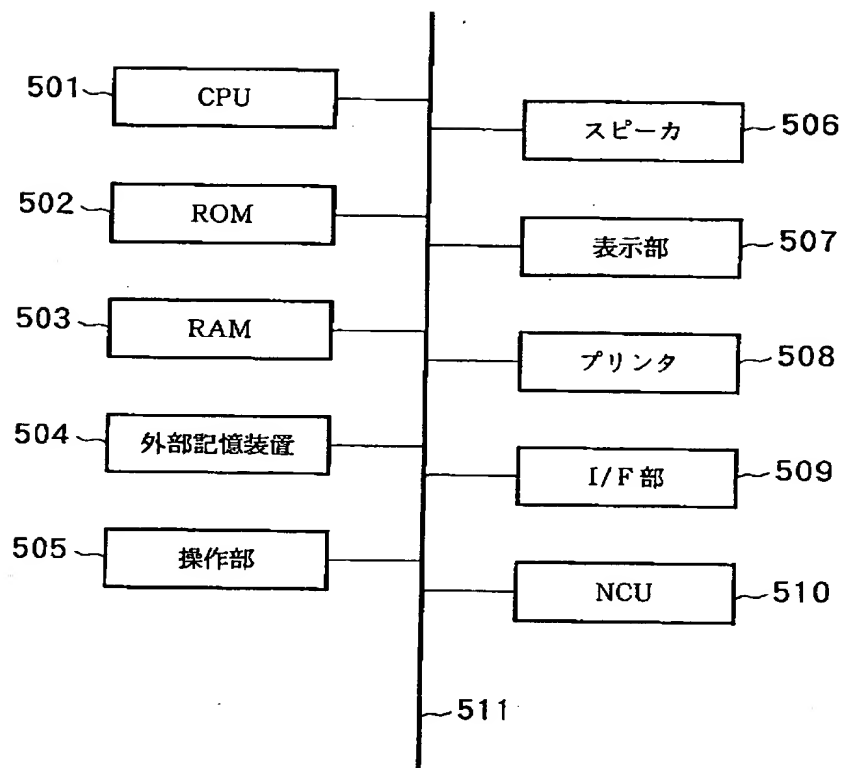 501
CPU
502
ROM
503
RAM
504
外部記憶装置
505
操作部
スピーカ
506
表示部
507
プリンタ
508
I/F部
509
NCU
510
511